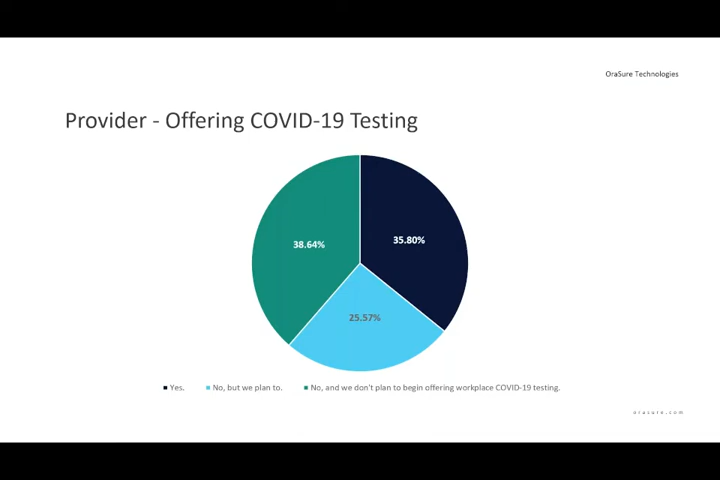 OraSure Technologies
Provider - Offering COVID-19 Testing
38.64%
35.80%
25.57%
Yes.
No, but we plan to.
No, and we don't plan to begin offering workplace COVID-19 testing.
orasure.com